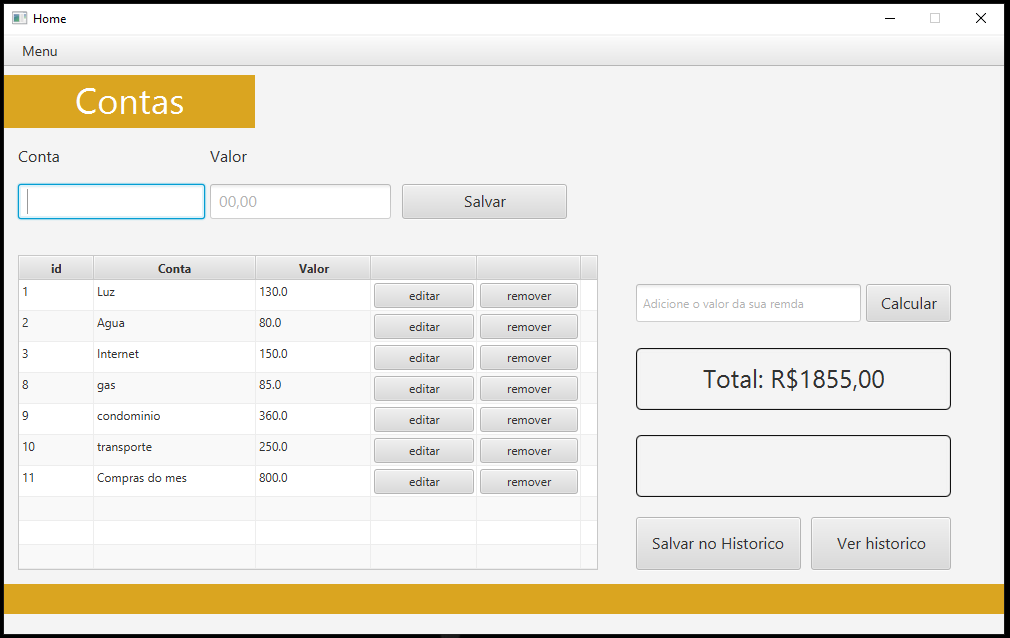 Home
Menu
Contas
Conta Valor
00,00 Salvar
id Conta Valor
1 Luz 130.0 editar remover
2 Agua 80.0 editar remover
3 Internet 150.0 editar remover
8 gas 85.0 editar remover
9 condominio 360.0 editar remover
10 transporte 250.0 editar remover
11 Compras do mes 800.0 editar remover
Adicione o valor da sua remda Calcular
Total: R$1855,00
Salvar no Historico Ver historico